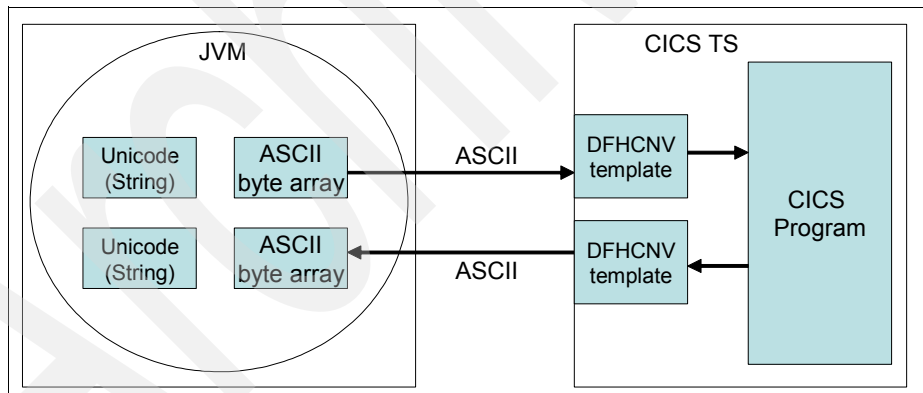 JVM
CICS TS
Unicode
(String)
ASCII
byte array
ASCII
DFHCNV
template
CICS
Program
Unicode
(String)
ASCII
byte array
ASCII
DFHCNV
template